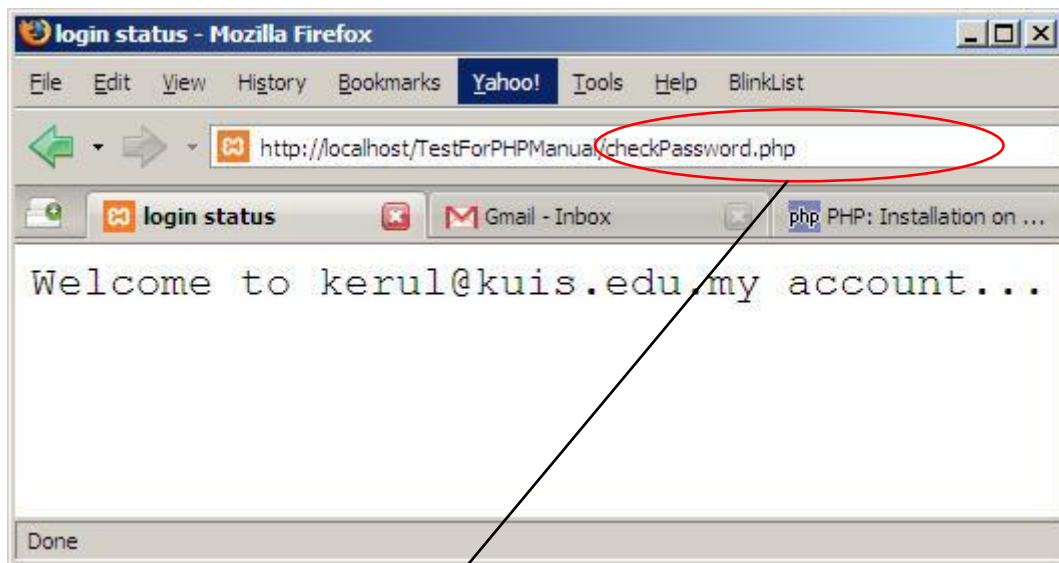 login status - Mozilla Firefox
File Edit View History Bookmarks Yahoo! Tools Help BlinkList
http://localhost/TestForPHPManual/checkPassword.php
login status Gmail - Inbox php PHP: Installation on ...
Welcome to kerul@kuis.edu.my account...
Done